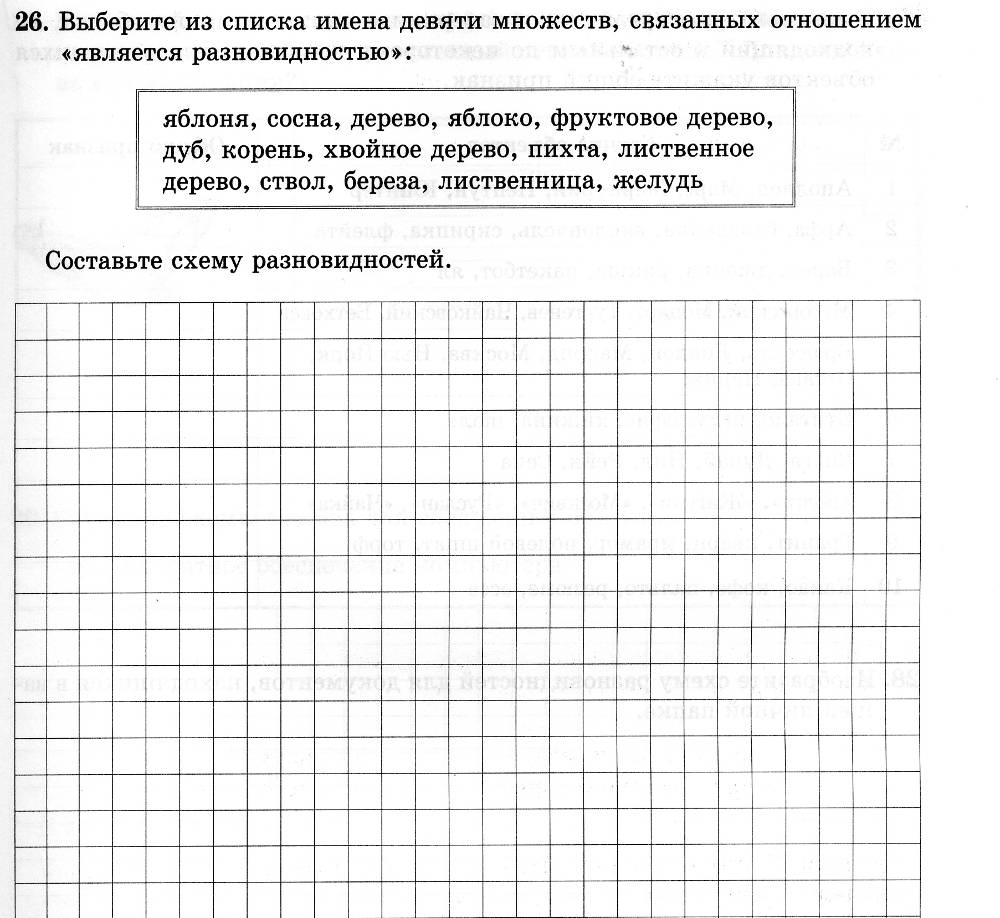 26. Выберите из списка имена девяти множеств, связанных отношением
«является разновидностью»:
яблоня, сосна, дерево, яблоко, фруктовое дерево,
дуб, корень, хвойное дерево, пихта, лиственное
дерево, ствол, береза, лиственница, желудь
Составьте схему разновидностей.